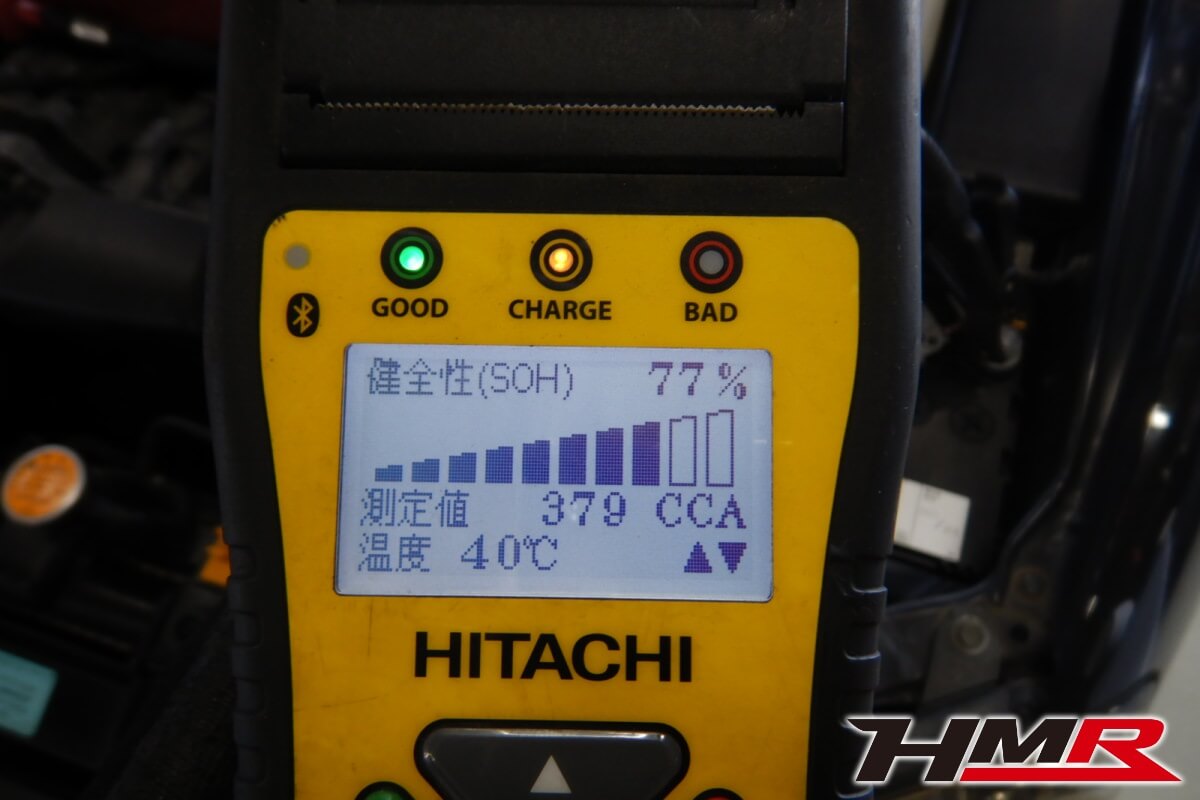 GOOD CHARGE BAD
健全性(SOH) 77%
測定値 379 CCA
温度 40℃ ▲▼
HITACHI
HMR